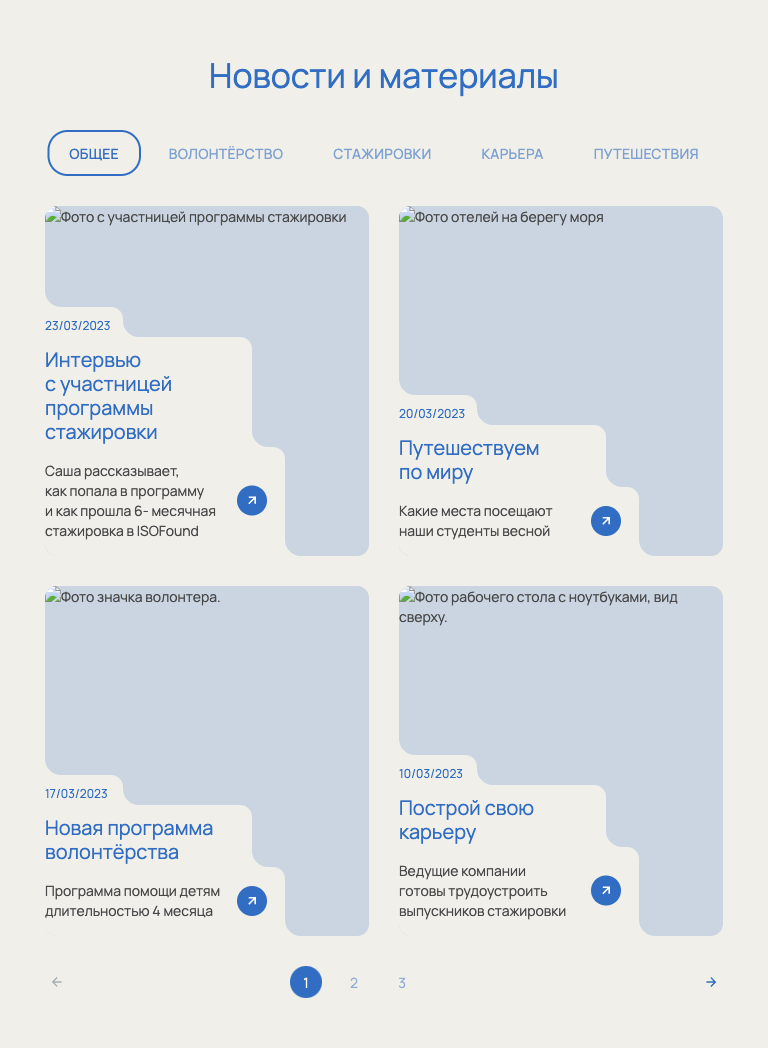 Новости и материалы
ОБЩЕЕ
ВОЛОНТЁРСТВО
СТАЖИРОВКИ
КАРЬЕРА
ПУТЕШЕСТВИЯ
Фото с участницей программы стажировки
23/03/2023
Интервью
с участницей
программы
стажировки
Саша рассказывает,
как попала в программу
и как прошла 6- месячная
стажировка в ISOFound
Фото отелей на берегу моря
20/03/2023
Путешествуем
по миру
Какие места посещают
наши студенты весной
Фото значка волонтера.
17/03/2023
Новая программа
волонтёрства
Программа помощи детям
длительностью 4 месяца
Фото рабочего стола с ноутбуками, вид
сверху.
10/03/2023
Построй свою
карьеру
Ведущие компании
готовы трудоустроить
выпускников стажировки
1
2
3